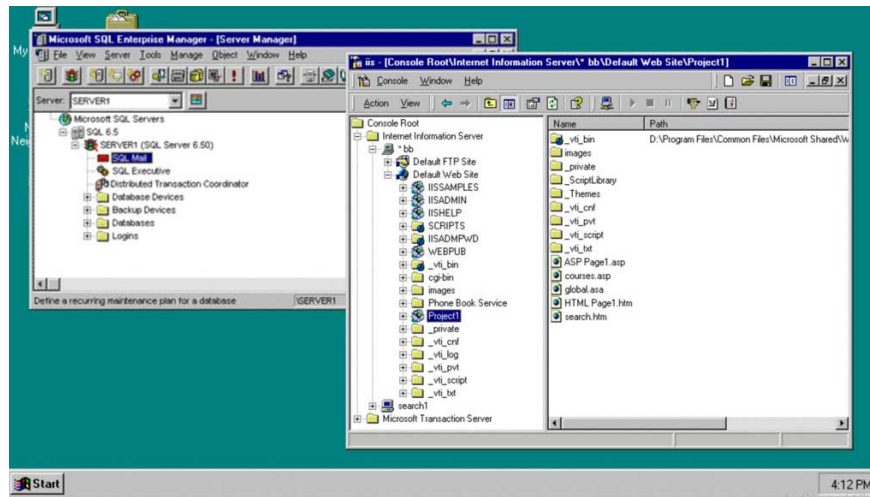 My
N
Nei
Microsoft SQL Enterprise Manager - [Server Manager]
File View Server Tools Manage Object Window Help
Server: SERVER1
Microsoft SQL Servers
SQL 6.5
SERVER1 (SQL Server 6.50)
SQL Mail
SQL Executive
Distributed Transaction Coordinator
Database Devices
Backup Devices
Databases
Logins
Define a recurring maintenance plan for a database \SERVER1
iis - [Console Root\Internet Information Server\* bb\Default Web Site\Project1]
Console Window Help
Action View
Console Root
Internet Information Server
* bb
Default FTP Site
Default Web Site
IISSAMPLES
IISADMIN
IISHELP
SCRIPTS
IISADMPWD
WEBPUB
_vti_bin
cgi-bin
images
Phone Book Service
Project1
_private
_vti_cnf
_vti_log
_vti_pvt
_vti_script
_vti_txt
search1
Microsoft Transaction Server
Name Path
_vti_bin D:\Program Files\Common Files\Microsoft Shared\W
images
_private
_ScriptLibrary
_Themes
_vti_cnf
_vti_pvt
_vti_script
_vti_txt
ASP Page1.asp
courses.asp
global.asa
HTML Page1.htm
search.htm
Start 4:12 PM